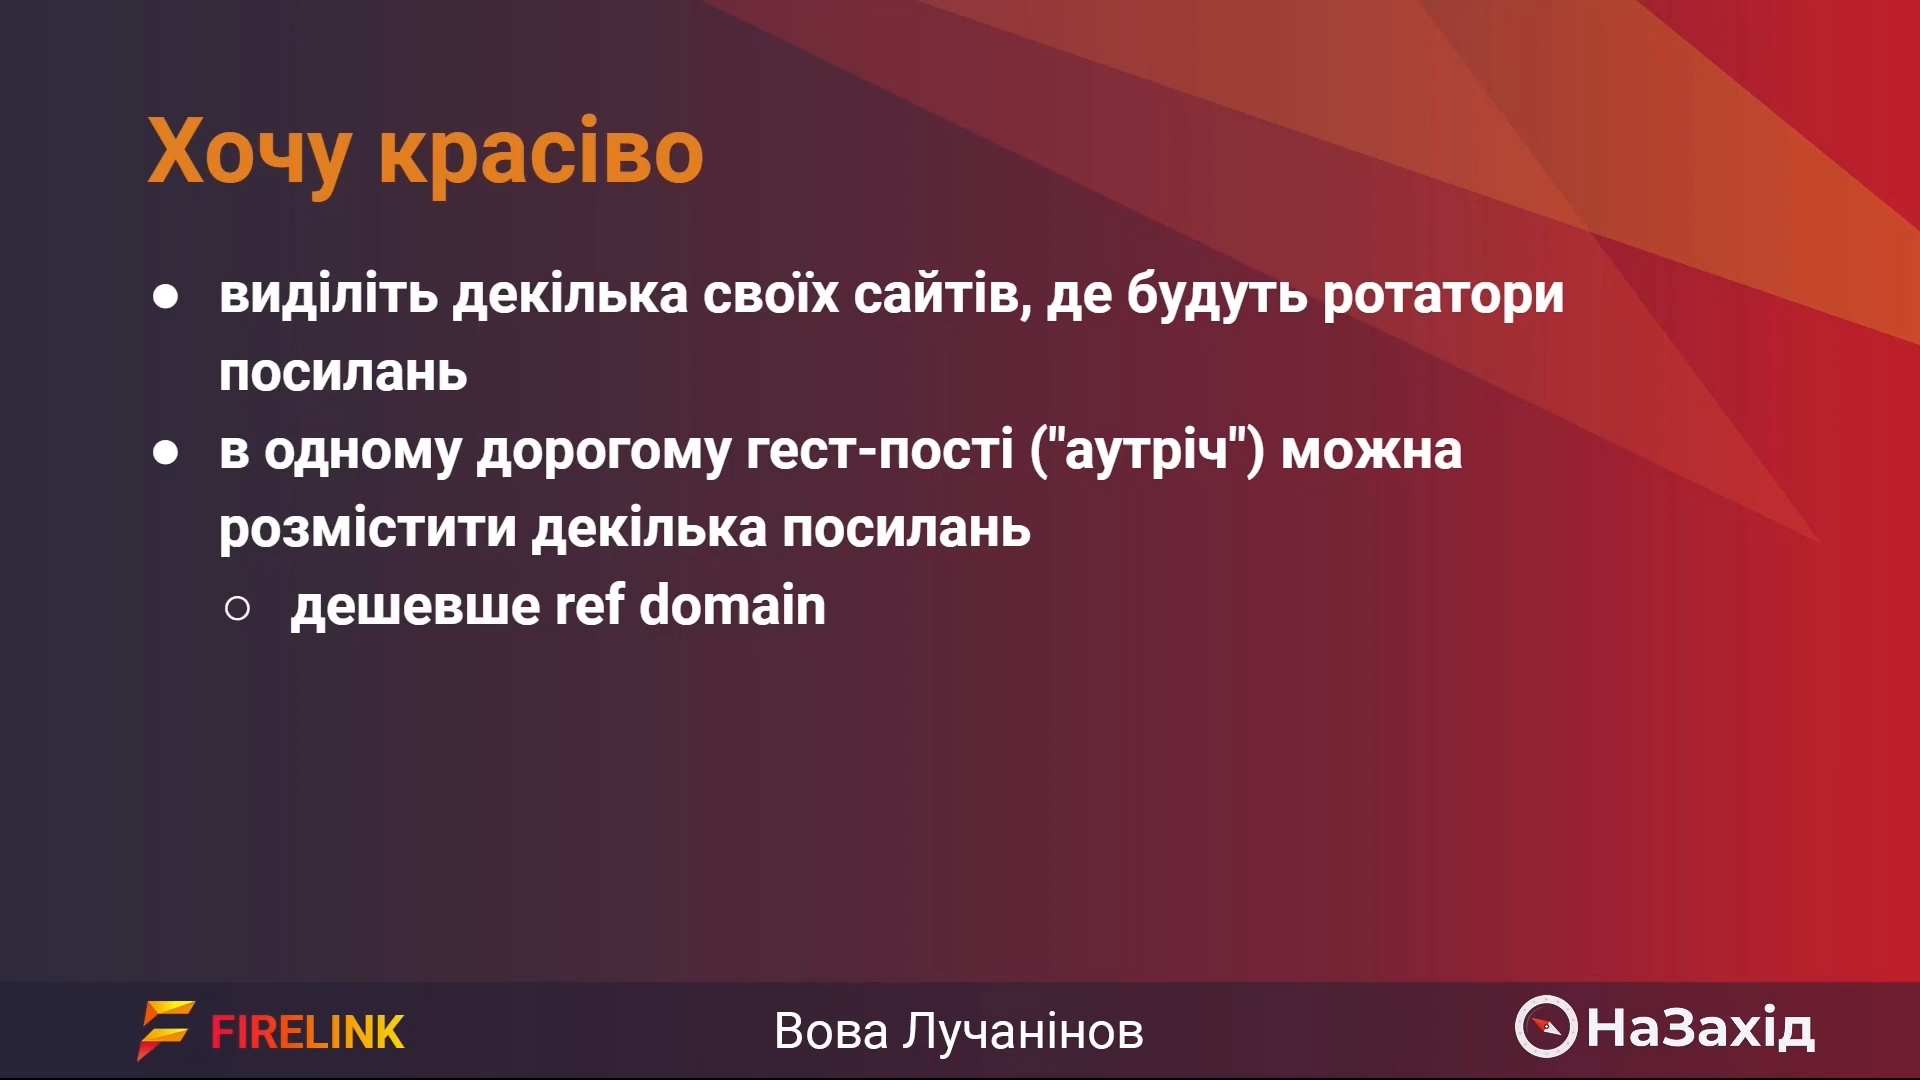 Хочу красіво
● виділіть декілька своїх сайтів, де будуть ротатори
посилань
● в одному дорогому гест-пості ("аутріч") можна
розмістити декілька посилань
○ дешевше ref domain
FIRELINK
Вова Лучанінов
НаЗахід